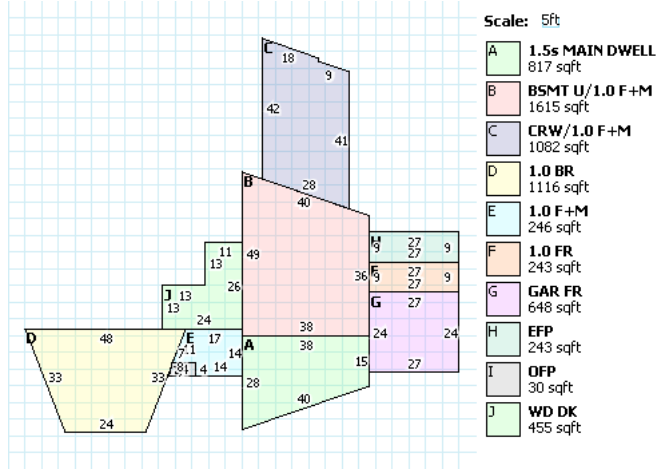 Scale: 5ft
A 1.5s MAIN DWELL
817 sqft
B BSMT U/1.0 F+M
1615 sqft
C CRW/1.0 F+M
1082 sqft
D 1.0 BR
1116 sqft
E 1.0 F+M
246 sqft
F 1.0 FR
243 sqft
G GAR FR
648 sqft
H EFP
243 sqft
I OFP
30 sqft
J WD DK
455 sqft
C
18
9
42
41
28
B
40
49
36
38
11
13
26
J 13
13
24
H 27
9 27 9
F 27
9 27 9
G 27
24 24
27
D 48
33 33
24
E 17
14
4 14
A 38
15
28
40